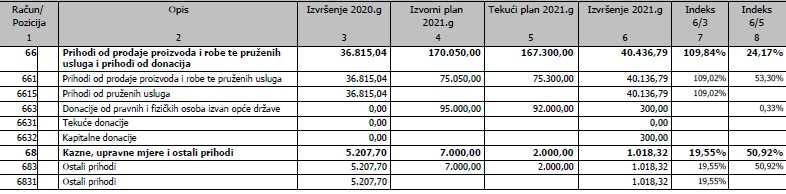 Račun/ Pozicija Opis Izvršenje 2020.g Izvorni plan 2021.g Tekući plan 2021.g Izvršenje 2021.g Indeks 6/3 Indeks 6/5
1 2 3 4 5 6 7 8
66 Prihodi od prodaje proizvoda i robe te pruženih usluga i prihodi od donacija 36.815,04 170.050,00 167.300,00 40.436,79 109,84% 24,17%
661 Prihodi od prodaje proizvoda i robe te pruženih usluga 36.815,04 75.050,00 75.300,00 40.136,79 109,02% 53,30%
6615 Prihodi od pruženih usluga 36.815,04 40.136,79 109,02%
663 Donacije od pravnih i fizičkih osoba izvan opće države 0,00 95.000,00 92.000,00 300,00 0,33%
6631 Tekuće donacije 0,00 0,00
6632 Kapitalne donacije 0,00 300,00
68 Kazne, upravne mjere i ostali prihodi 5.207,70 7.000,00 2.000,00 1.018,32 19,55% 50,92%
683 Ostali prihodi 5.207,70 7.000,00 2.000,00 1.018,32 19,55% 50,92%
6831 Ostali prihodi 5.207,70 1.018,32 19,55%